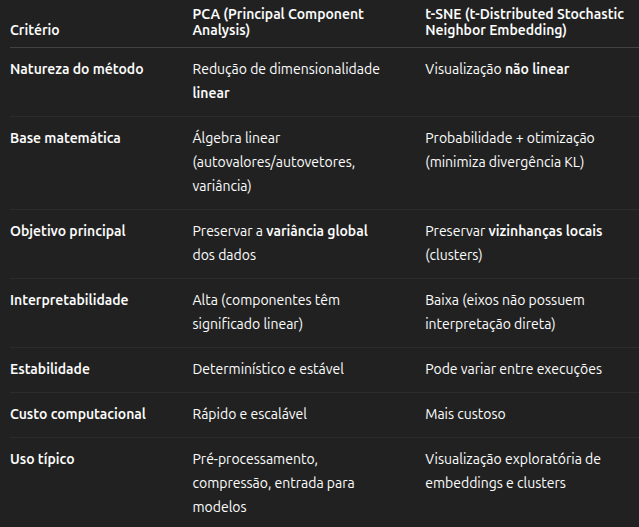 Critério
PCA (Principal Component
Analysis)
t-SNE (t-Distributed Stochastic
Neighbor Embedding)
Natureza do método
Redução de dimensionalidade
linear
Visualização não linear
Base matemática
Álgebra linear
(autovalores/autovetores,
variância)
Probabilidade + otimização
(minimiza divergência KL)
Objetivo principal
Preservar a variância global
dos dados
Preservar vizinhanças locais
(clusters)
Interpretabilidade
Alta (componentes têm
significado linear)
Baixa (eixos não possuem
interpretação direta)
Estabilidade
Determinístico e estável
Pode variar entre execuções
Custo computacional
Rápido e escalável
Mais custoso
Uso típico
Pré-processamento,
compressão, entrada para
modelos
Visualização exploratória de
embeddings e clusters